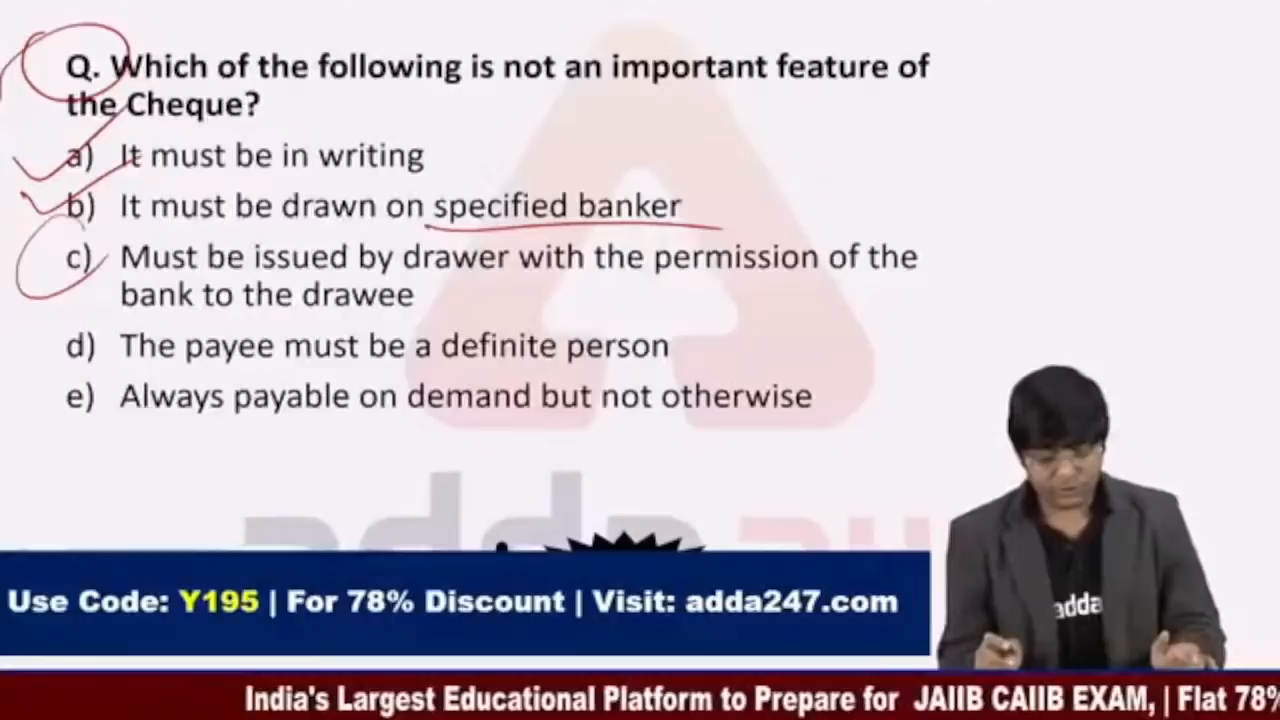 Q. Which of the following is not an important feature of
the Cheque?
a) It must be in writing
b) It must be drawn on specified banker
c) Must be issued by drawer with the permission of the
bank to the drawee
d) The payee must be a definite person
e) Always payable on demand but not otherwise
adda
adda
Use Code: Y195 | For 78% Discount | Visit: adda247.com
India's Largest Educational Platform to Prepare for JAIIB CAIIB EXAM, | Flat 78%